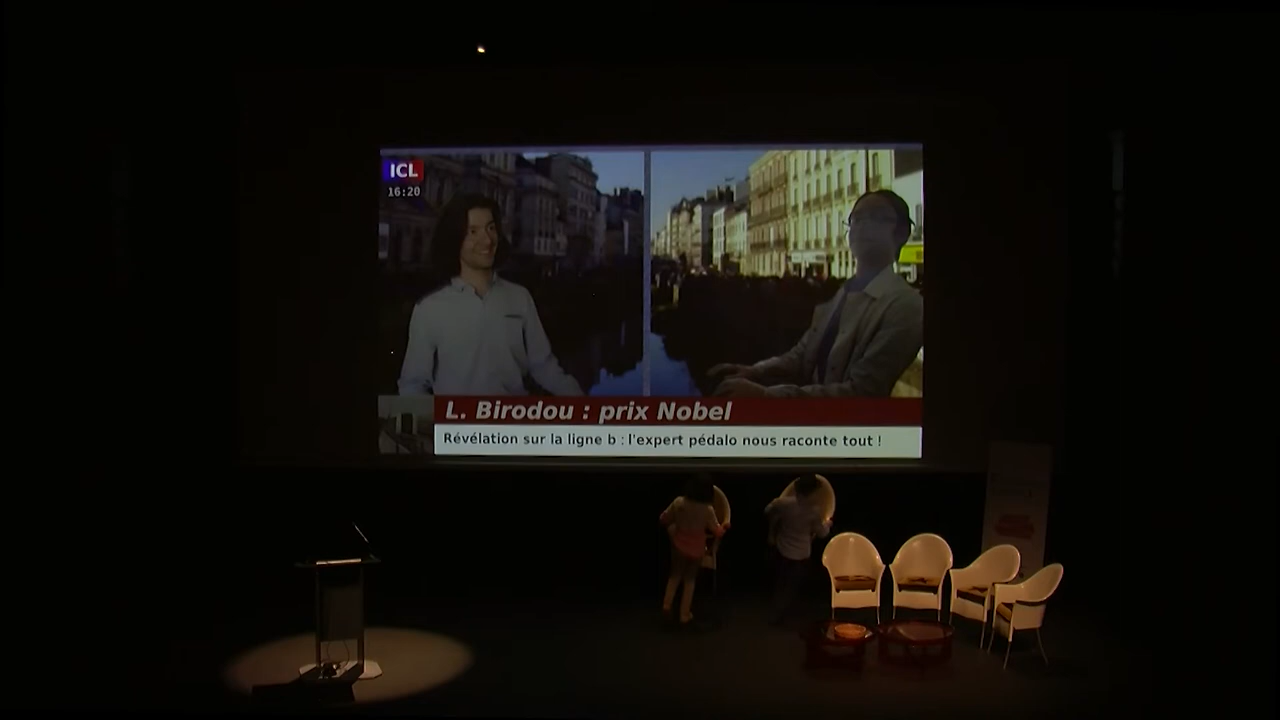 ICL
16:20
L. Birodou : prix Nobel
Révélation sur la ligne b : l'expert pédalo nous raconte tout !